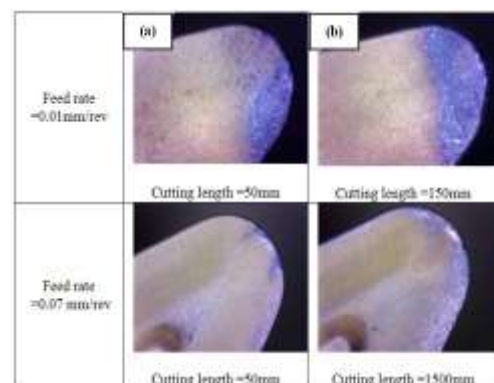 (a)
(b)
Feed rate
=0.01mm/rev
Cutting length =50mm
Cutting length =150mm
Feed rate
=0.07 mm/rev
Cutting length =50mm
Cutting length =1500mm